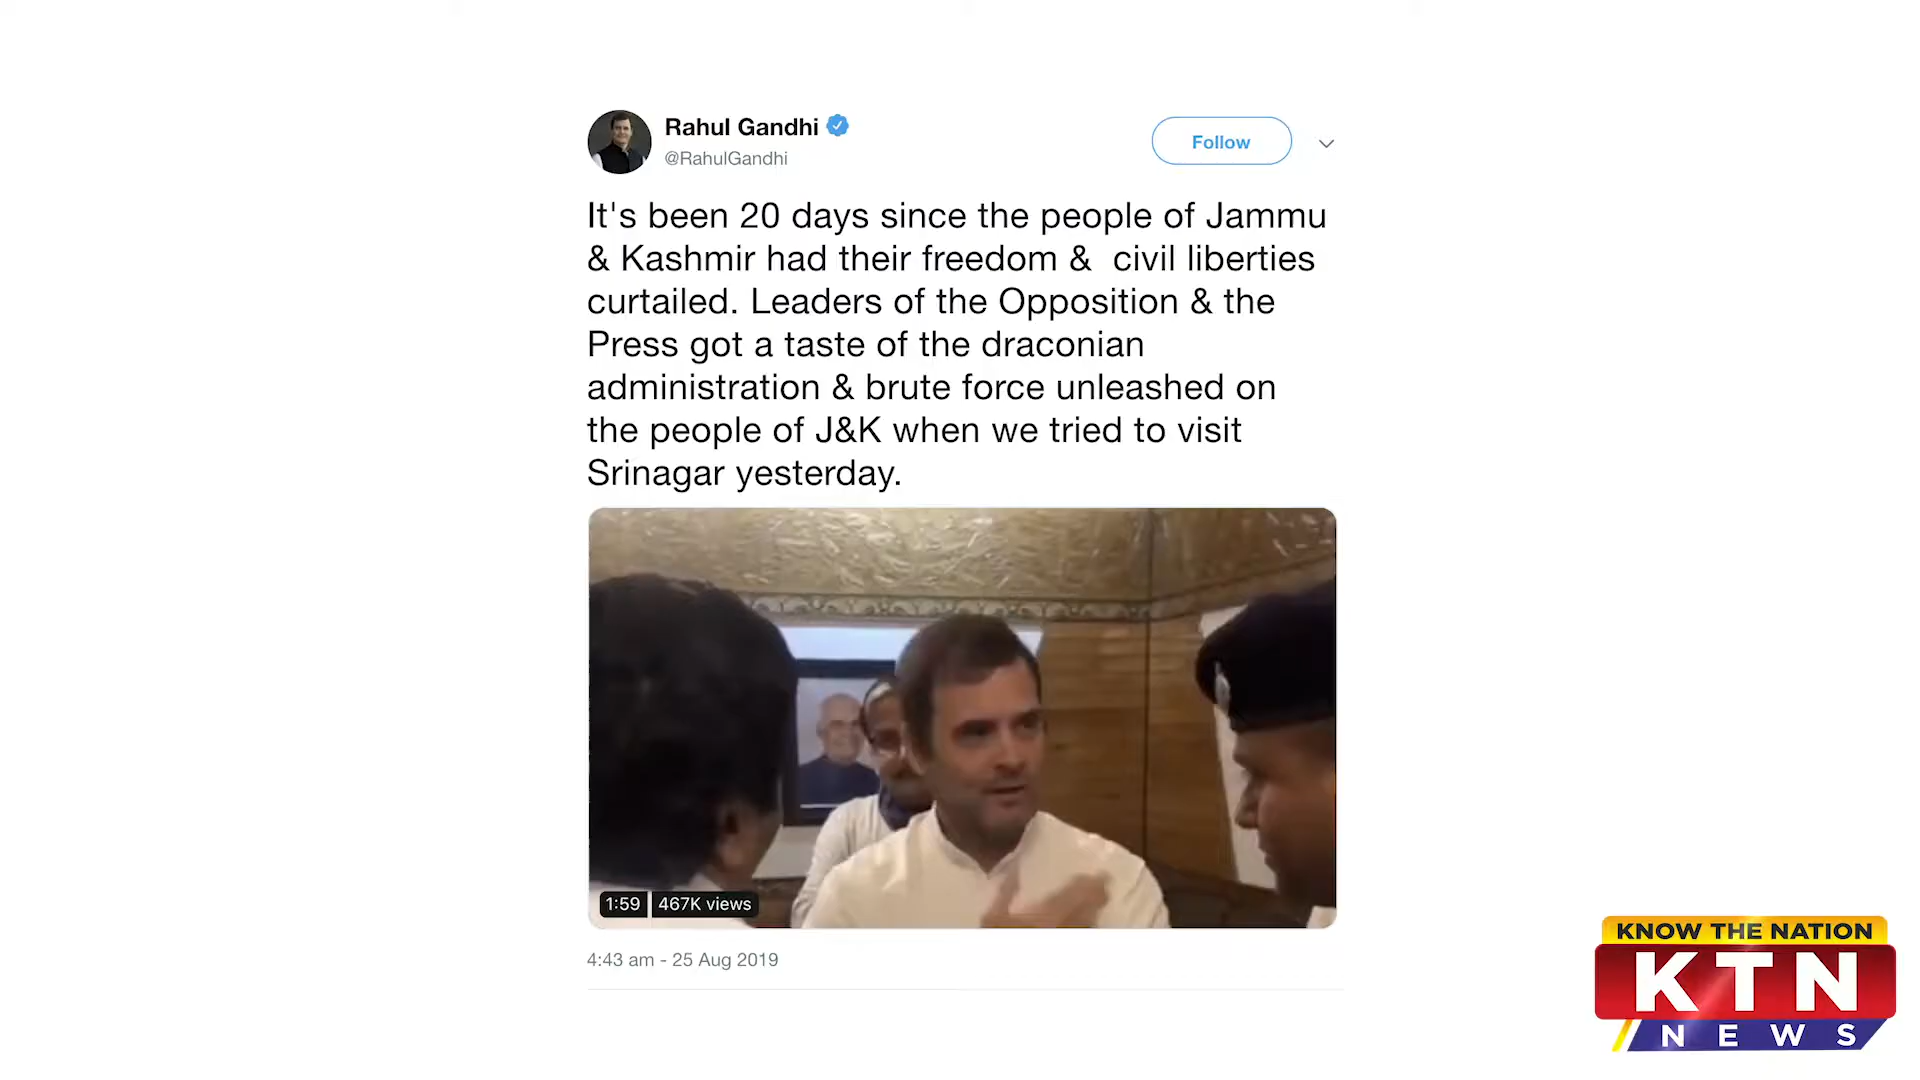 Rahul Gandhi
@RahulGandhi
Follow
It's been 20 days since the people of Jammu
& Kashmir had their freedom &  civil liberties
curtailed. Leaders of the Opposition & the
Press got a taste of the draconian
administration & brute force unleashed on
the people of J&K when we tried to visit
Srinagar yesterday.
1:59 467K views
4:43 am - 25 Aug 2019
KNOW THE NATION
KTN
NEWS